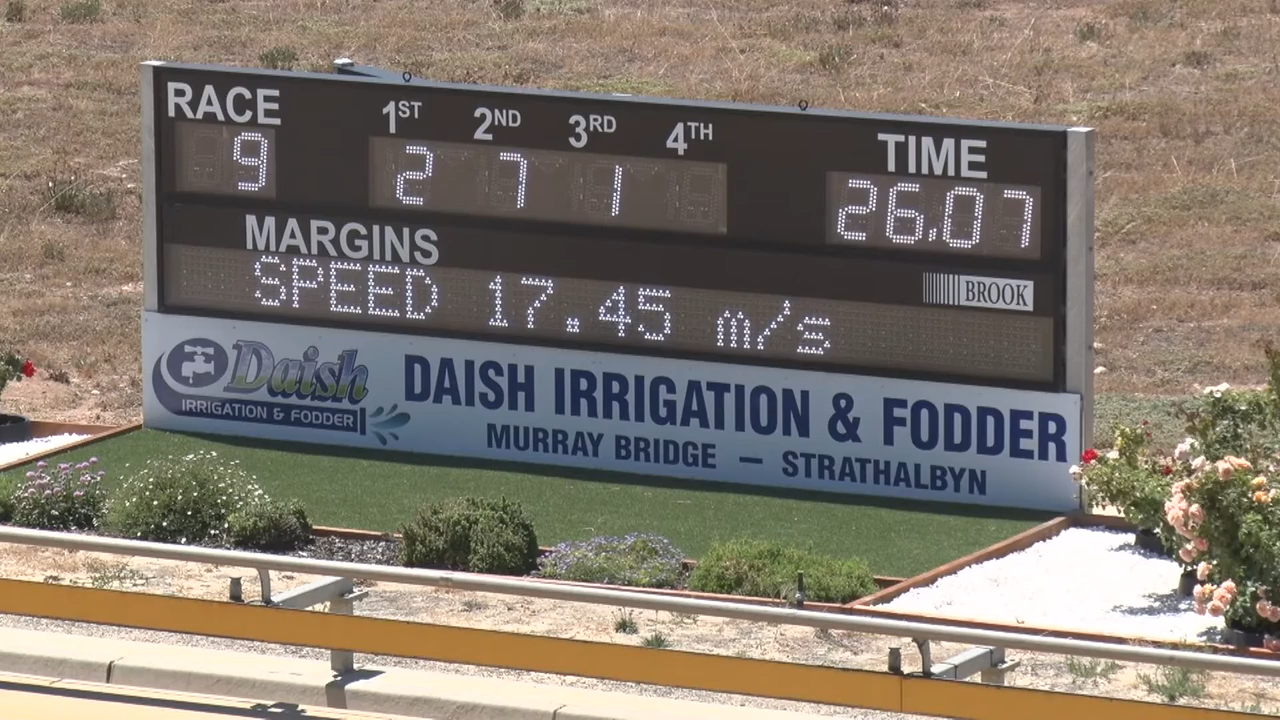 RACE 1ST 2ND 3RD 4TH TIME
9 2 7 1 26.07
MARGINS
SPEED 17.45 m/s
BROOK
Daish
IRRIGATION & FODDER
DAISH IRRIGATION & FODDER
MURRAY BRIDGE — STRATHALBYN